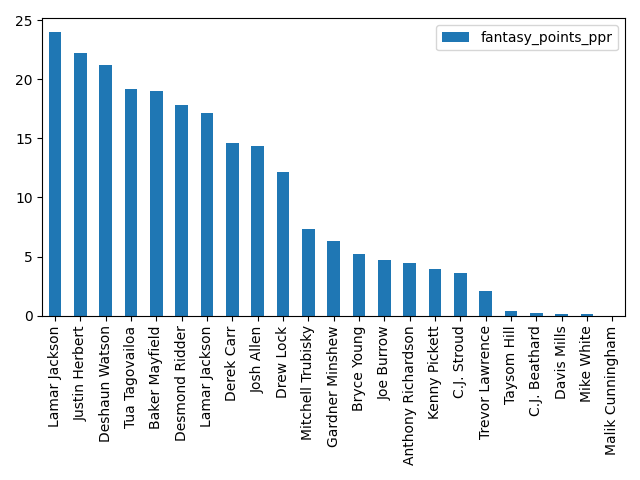 fantasy_points_ppr
25
20
15
10
5
0
Lamar Jackson
Justin Herbert
Deshaun Watson
Tua Tagovailoa
Baker Mayfield
Desmond Ridder
Lamar Jackson
Derek Carr
Josh Allen
Drew Lock
Mitchell Trubisky
Gardner Minshew
Bryce Young
Joe Burrow
Anthony Richardson
Kenny Pickett
C.J. Stroud
Trevor Lawrence
Taysom Hill
C.J. Beathard
Davis Mills
Mike White
Malik Cunningham